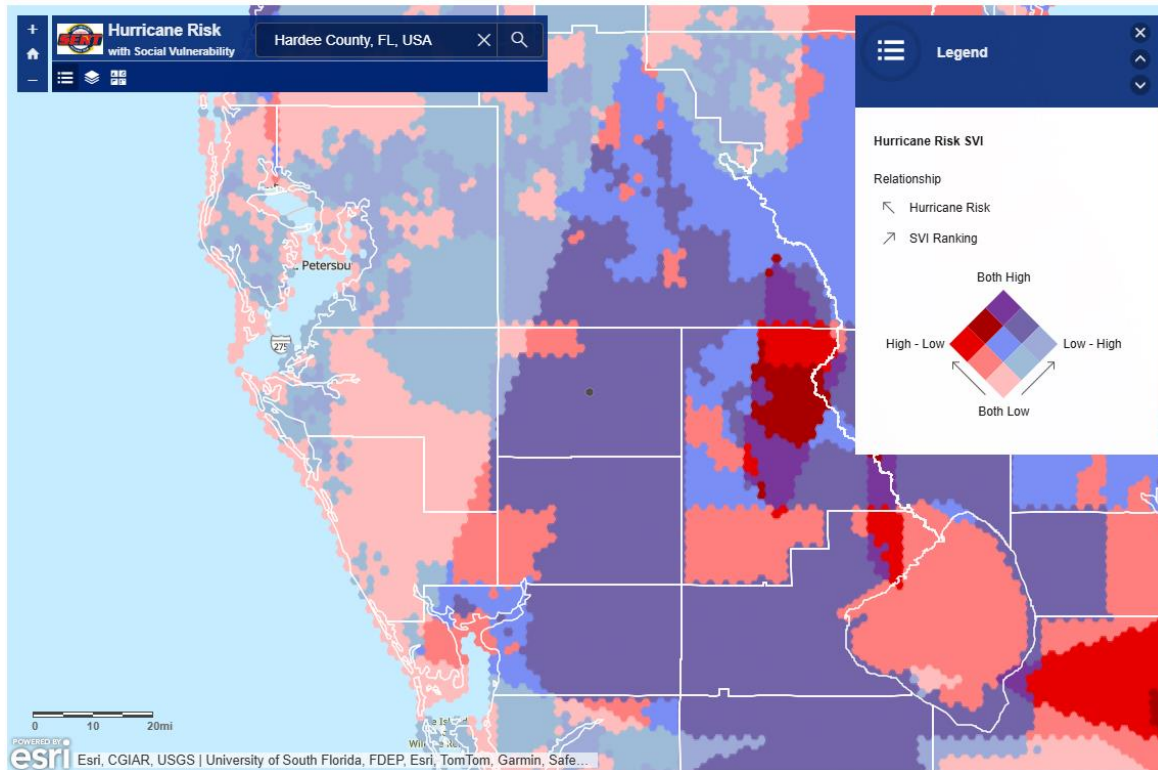 +
SEAT
Hurricane Risk
with Social Vulnerability
Hardee County, FL, USA
−
Legend
Hurricane Risk SVI
Relationship
Hurricane Risk
SVI Ranking
Both High
High - Low
Low - High
Both Low
Petersbu
275
0 10 20mi
POWERED BY
esri
Esri, CGIAR, USGS | University of South Florida, FDEP, Esri, TomTom, Garmin, Safe...